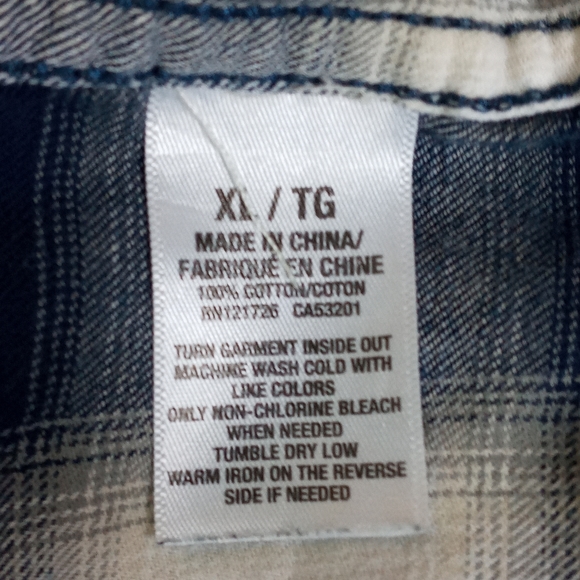 XL / TG
MADE IN CHINA/
FABRIQUÉ EN CHINE
100% COTTON/COTON
RN121726 CA53201
TURN GARMENT INSIDE OUT
MACHINE WASH COLD WITH
LIKE COLORS
ONLY NON-CHLORINE BLEACH
WHEN NEEDED
TUMBLE DRY LOW
WARM IRON ON THE REVERSE
SIDE IF NEEDED